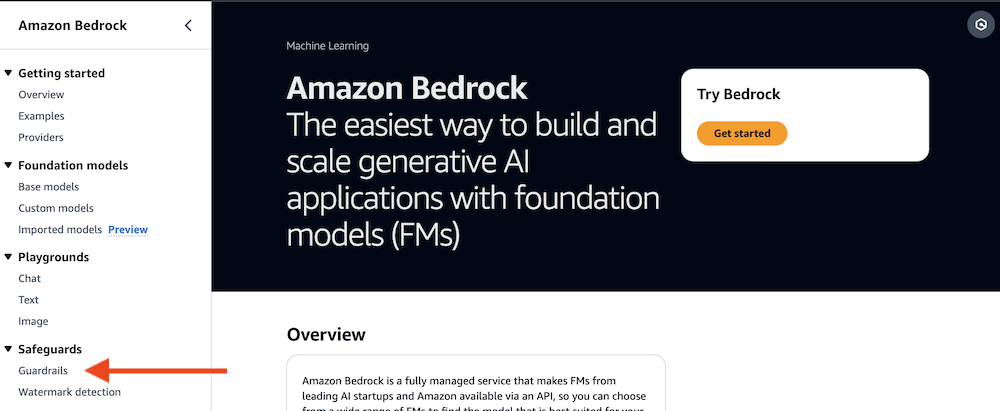 Amazon Bedrock
Getting started
Overview
Examples
Providers
Foundation models
Base models
Custom models
Imported models Preview
Playgrounds
Chat
Text
Image
Safeguards
Guardrails
Watermark detection
Machine Learning
Amazon Bedrock
The easiest way to build and
scale generative AI
applications with foundation
models (FMs)
Try Bedrock
Get started
Overview
Amazon Bedrock is a fully managed service that makes FMs from
leading AI startups and Amazon available via an API, so you can choose
from a wide range of FMs to find the model that is best suited for your